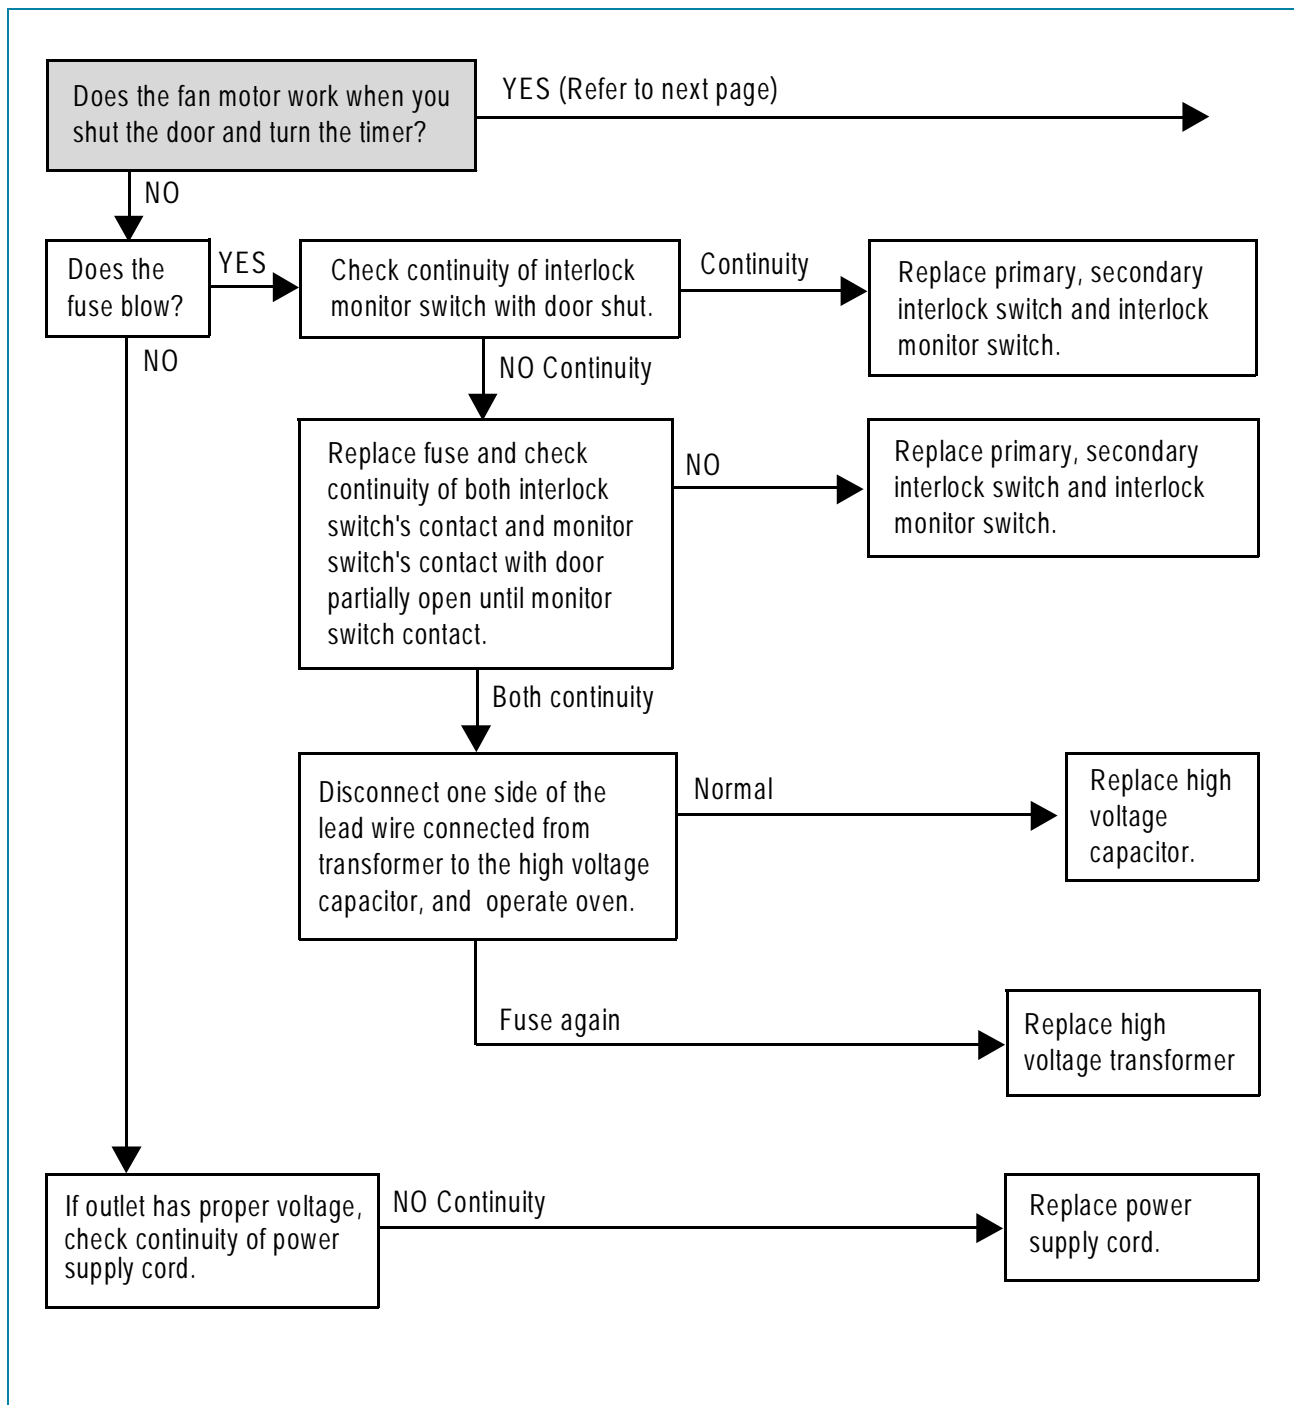 Does the fan motor work when you
shut the door and turn the timer?
YES (Refer to next page)
NO
Does the
fuse blow?
YES
Check continuity of interlock
monitor switch with door shut.
Continuity
Replace primary, secondary
interlock switch and interlock
monitor switch.
NO
NO Continuity
Replace fuse and check
continuity of both interlock
switch's contact and monitor
switch's contact with door
partially open until monitor
switch contact.
NO
Replace primary, secondary
interlock switch and interlock
monitor switch.
Both continuity
Disconnect one side of the
lead wire connected from
transformer to the high voltage
capacitor, and operate oven.
Normal
Replace high
voltage
capacitor.
Fuse again
Replace high
voltage transformer
If outlet has proper voltage,
check continuity of power
supply cord.
NO Continuity
Replace power
supply cord.